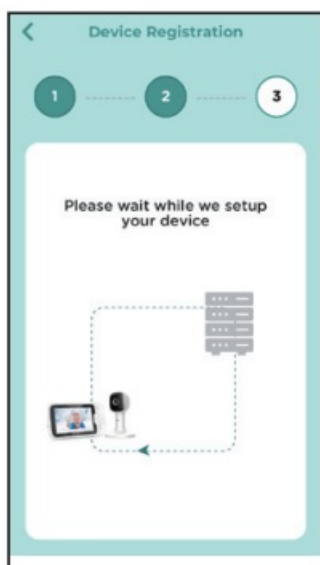 Device Registration
1
2
3
Please wait while we setup
your device